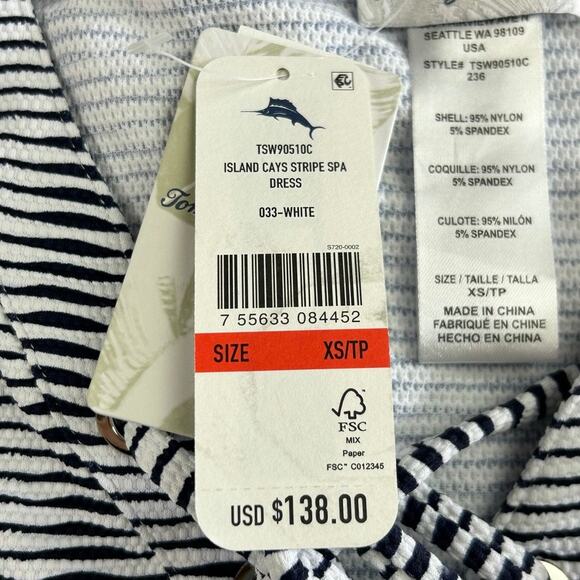 TSW90510C
ISLAND CAYS STRIPE SPA
DRESS
033-WHITE
S720-0002
7 55633 084452
SIZE XS/TP
FSC
MIX
Paper
FSC™ C012345
USD $138.00
SEATTLE WA 98109
USA
STYLE# TSW90510C
236
SHELL: 95% NYLON
5% SPANDEX
COQUILLE: 95% NYLON
5% SPANDEX
CULOTE: 95% NILÓN
5% SPANDEX
SIZE / TAILLE / TALLA
XS/TP
MADE IN CHINA
FABRIQUÉ EN CHINE
HECHO EN CHINA